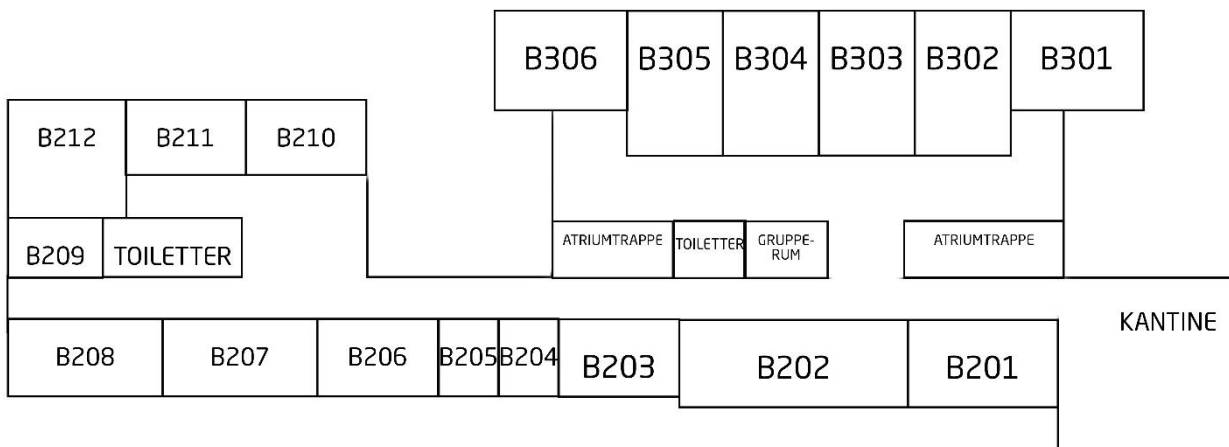 B306 B305 B304 B303 B302 B301
B212 B211 B210
ATRIUMTRAPPE TOILETTER GRUPPE-
RUM
ATRIUMTRAPPE
B209 TOILETTER
KANTINE
B208 B207 B206 B205 B204 B203 B202 B201